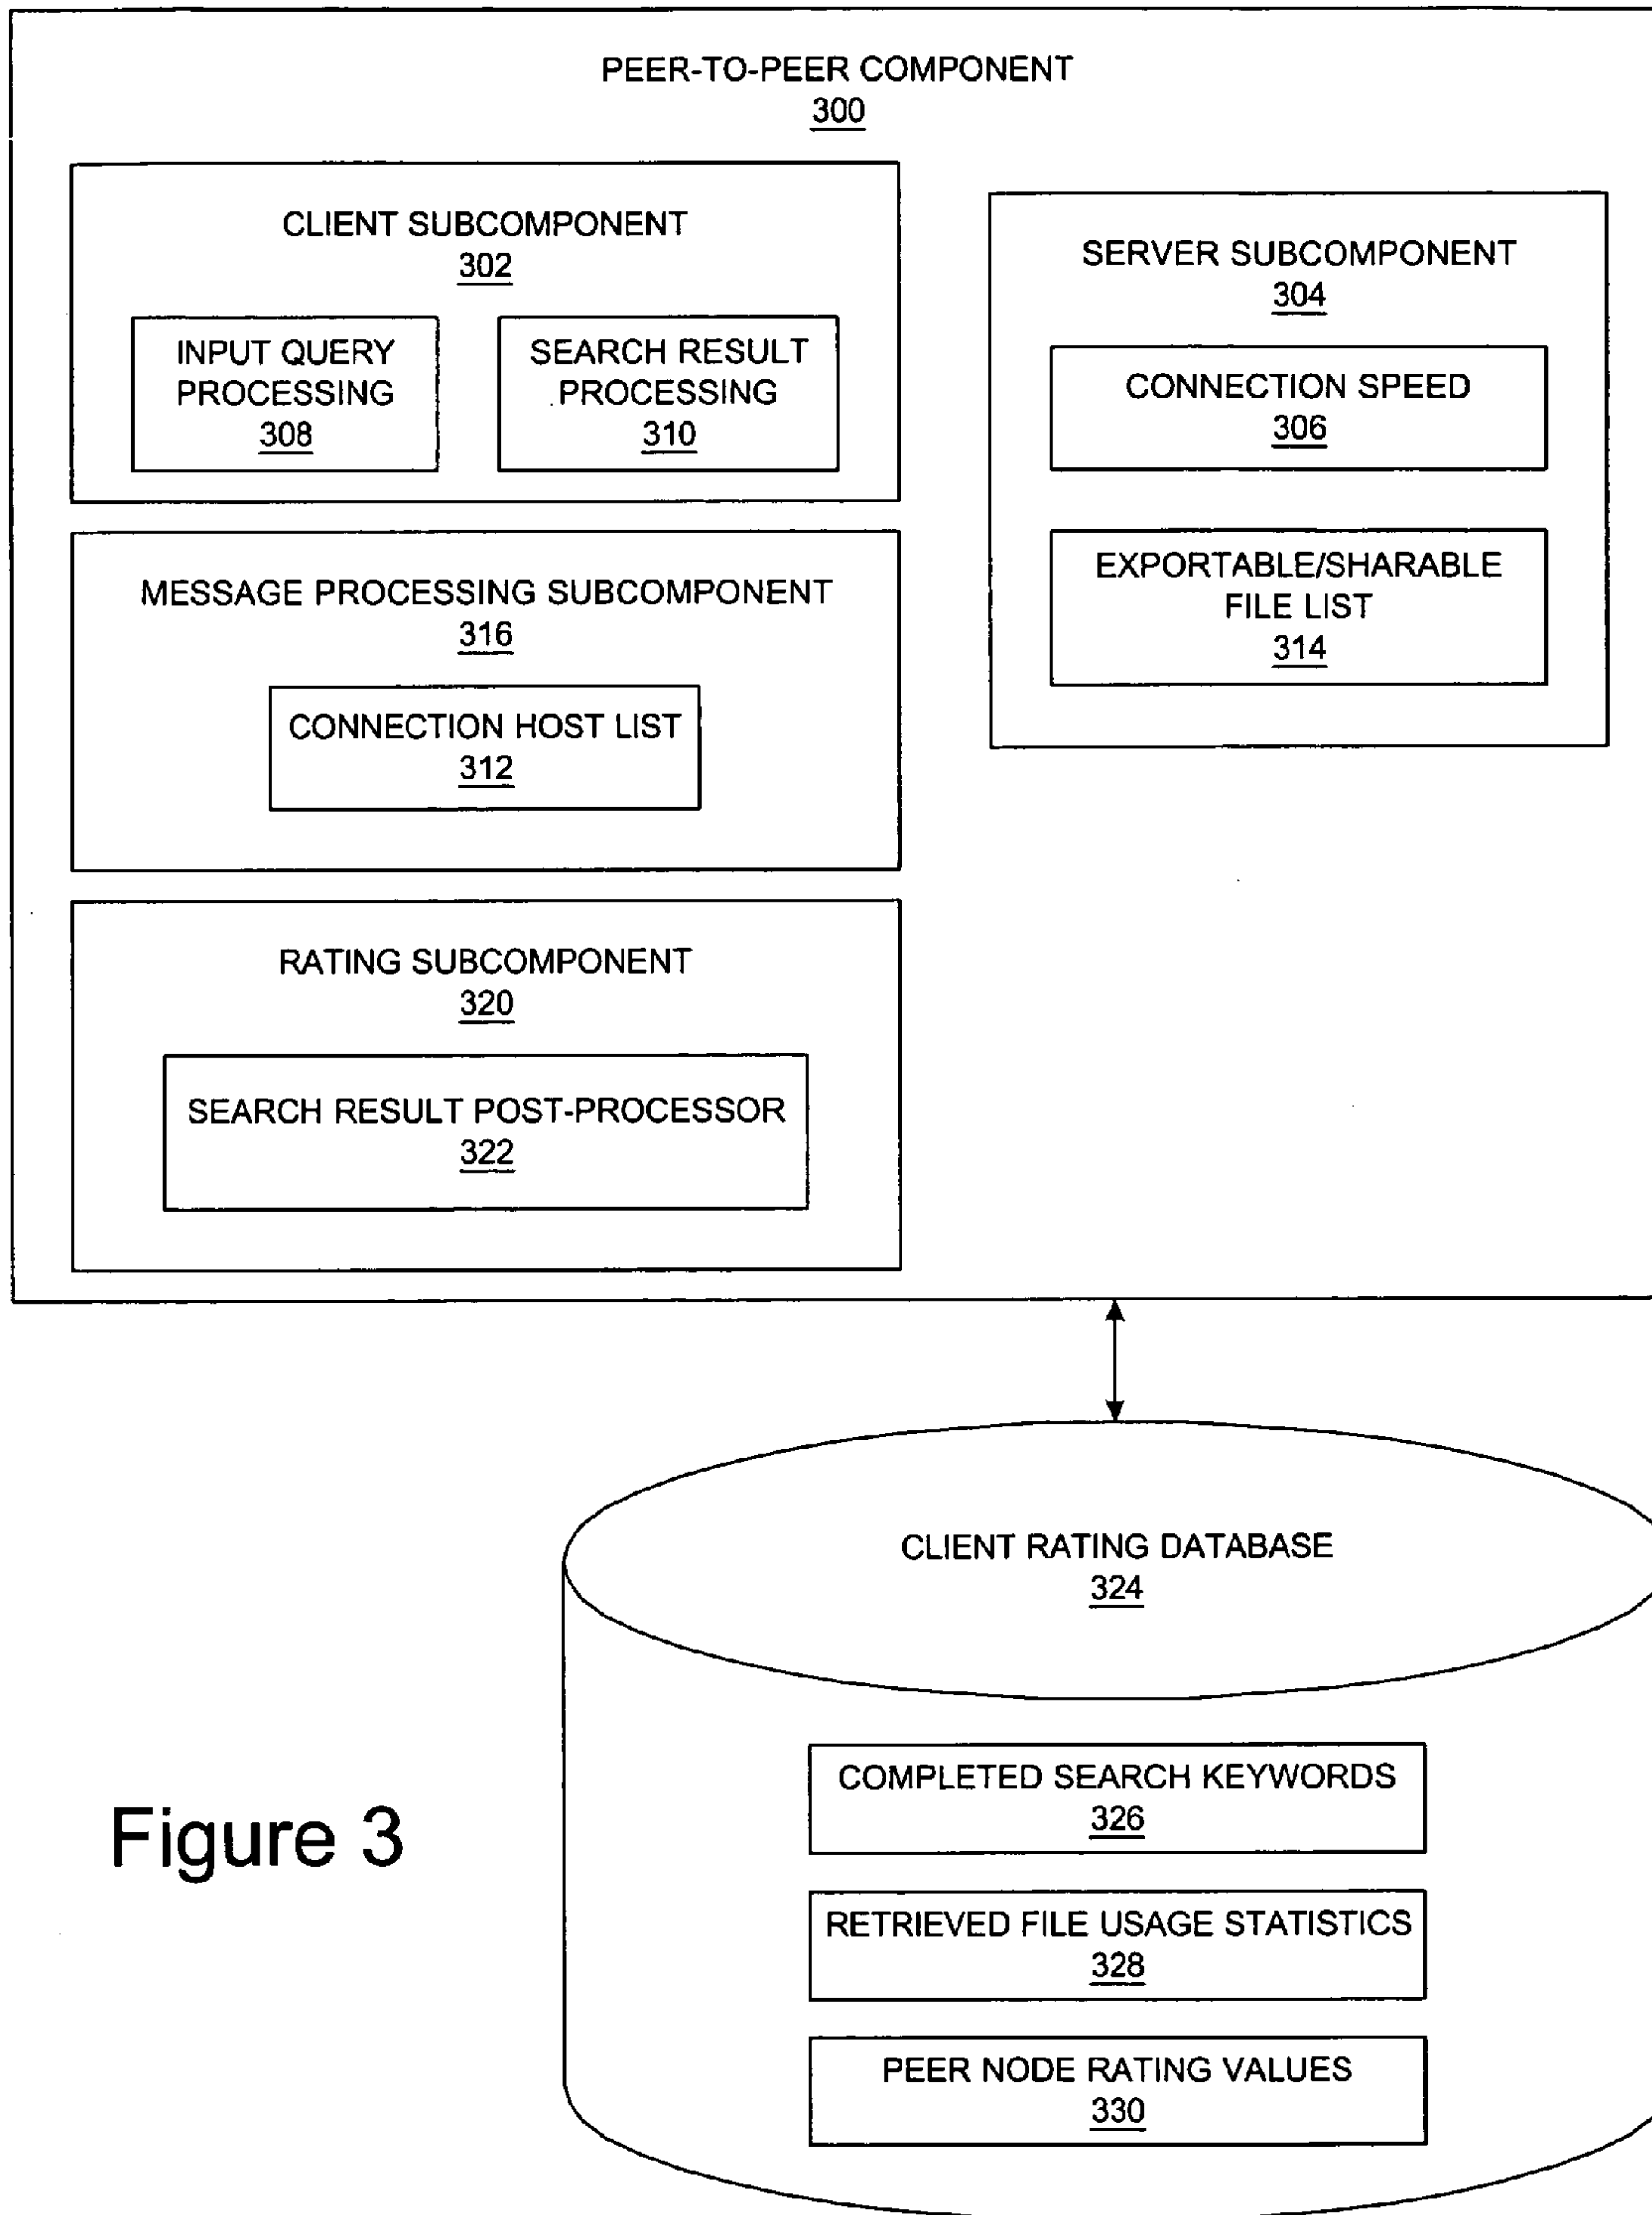 PEER-TO-PEER COMPONENT
300
CLIENT SUBCOMPONENT
302
INPUT QUERY
PROCESSING
308
SEARCH RESULT
PROCESSING
310
SERVER SUBCOMPONENT
304
CONNECTION SPEED
306
EXPORTABLE/SHARABLE
FILE LIST
314
MESSAGE PROCESSING SUBCOMPONENT
316
CONNECTION HOST LIST
312
RATING SUBCOMPONENT
320
SEARCH RESULT POST-PROCESSOR
322
CLIENT RATING DATABASE
324
COMPLETED SEARCH KEYWORDS
326
RETRIEVED FILE USAGE STATISTICS
328
PEER NODE RATING VALUES
330
Figure 3